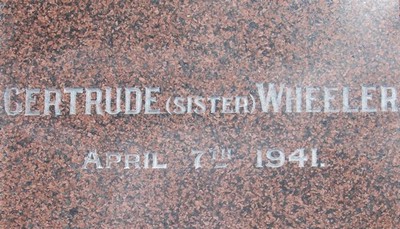 GERTRUDE (SISTER) WHEELER
APRIL 7TH 1941.